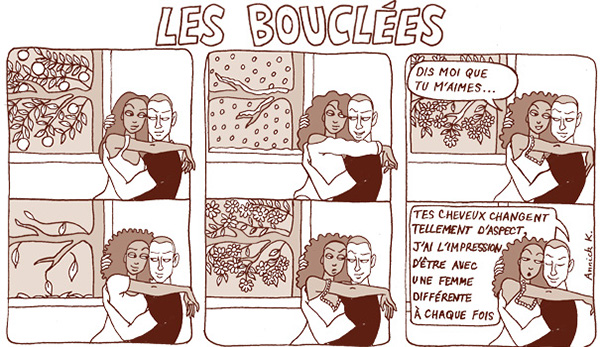 LES BOUCLÉES
DIS MOI QUE
TU M'AIMES...
TES CHEVEUX CHANGENT
TELLEMENT D'ASPECT,
J'AI L'IMPRESSION
D'ÊTRE AVEC
UNE FEMME
DIFFÉRENTE
À CHAQUE FOIS
Annick K.